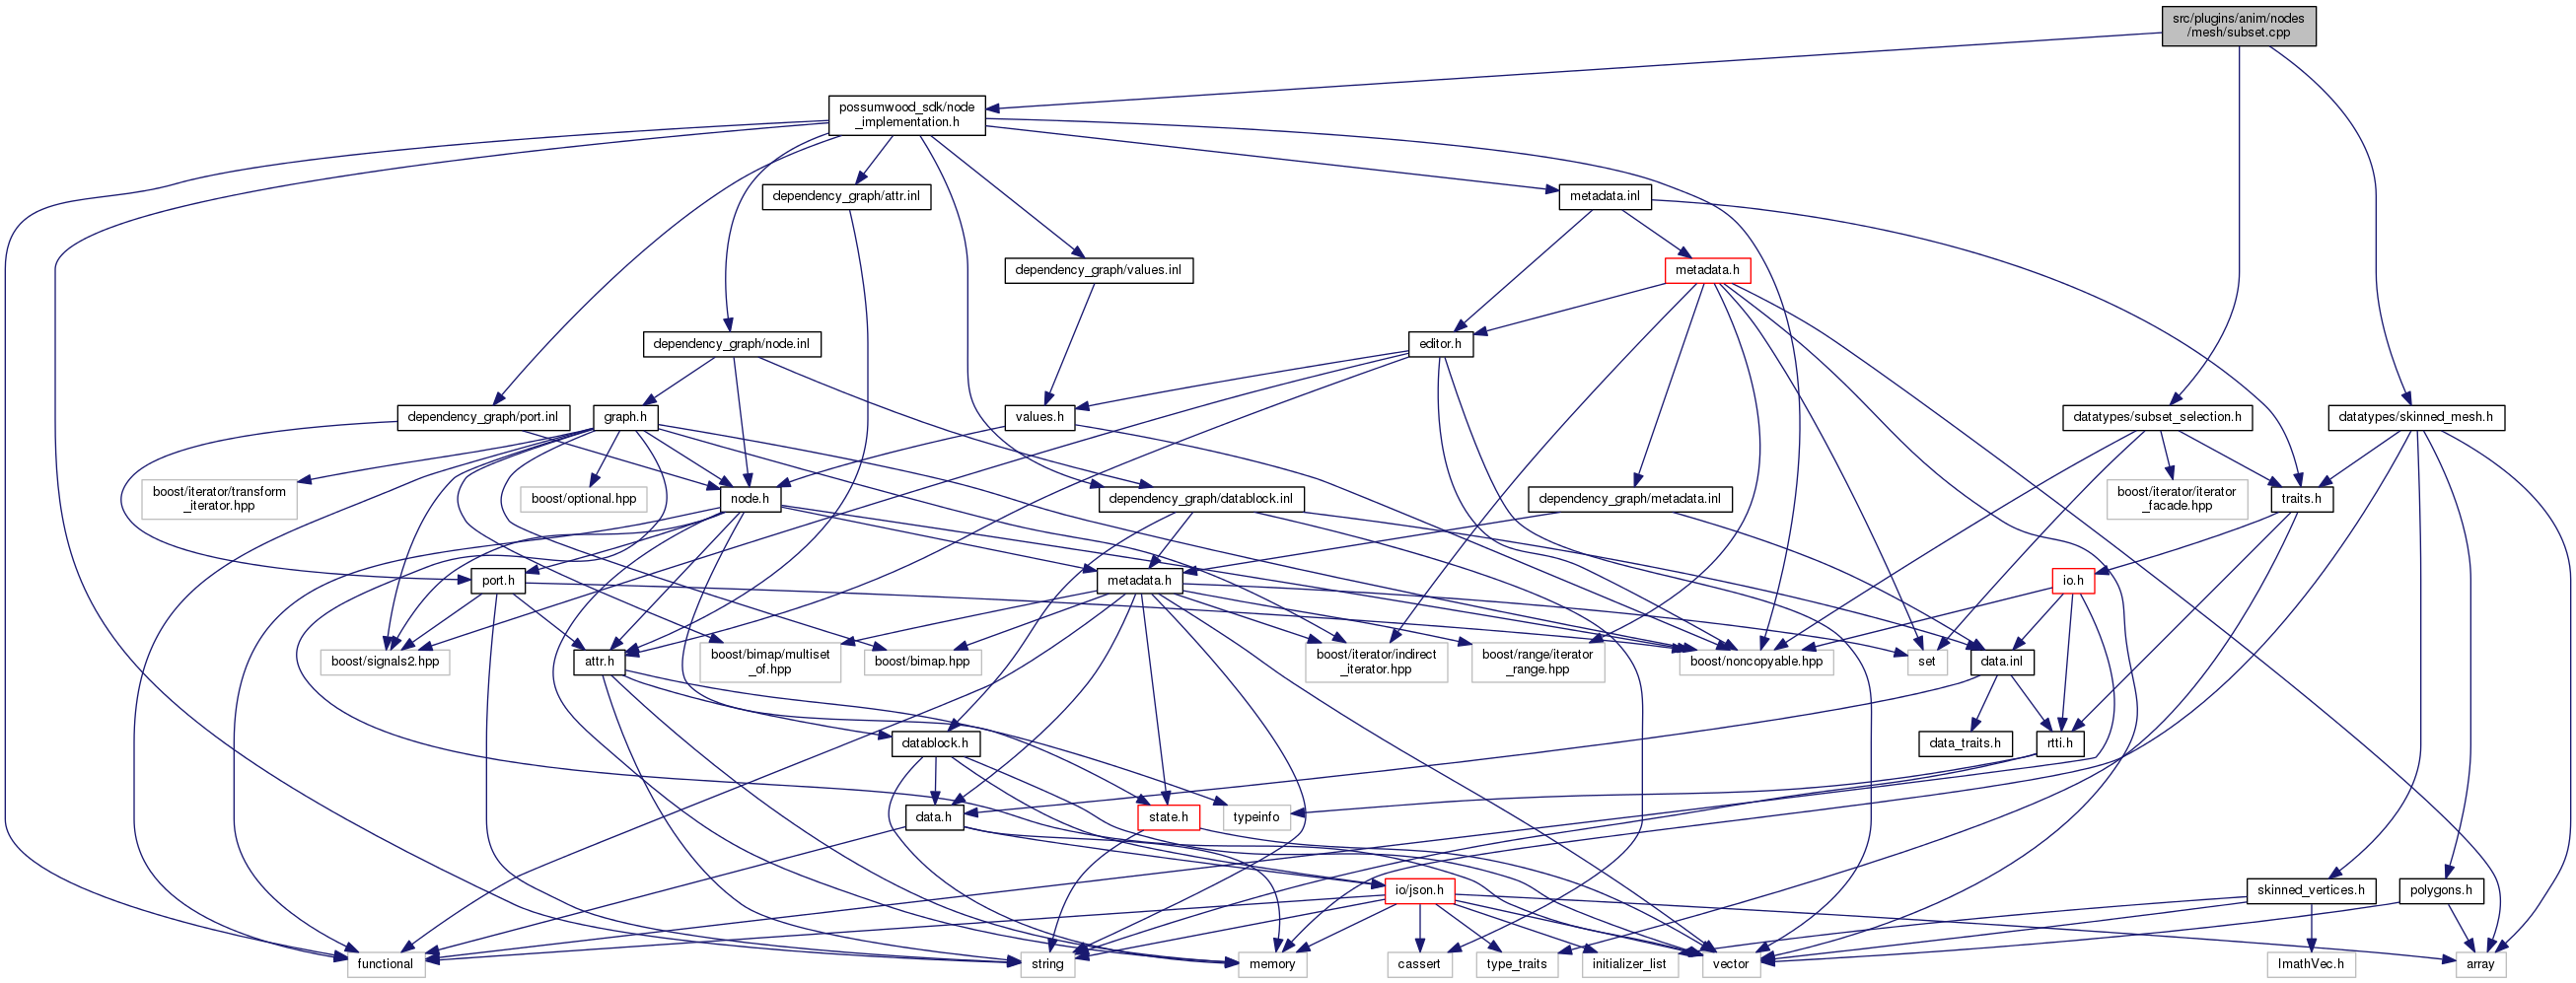 src/plugins/anim/nodes
/mesh/subset.cpp
possumwood_sdk/node
_implementation.h
dependency_graph/attr.inl
metadata.inl
dependency_graph/values.inl
metadata.h
dependency_graph/node.inl
editor.h
dependency_graph/port.inl
graph.h
values.h
datatypes/subset_selection.h
datatypes/skinned_mesh.h
boost/iterator/transform
_iterator.hpp
boost/optional.hpp
node.h
dependency_graph/datablock.inl
dependency_graph/metadata.inl
boost/iterator/iterator
_facade.hpp
traits.h
port.h
metadata.h
io.h
boost/signals2.hpp
attr.h
boost/bimap/multiset
_of.hpp
boost/bimap.hpp
boost/iterator/indirect
_iterator.hpp
boost/range/iterator
_range.hpp
boost/noncopyable.hpp
set
data.inl
datablock.h
data_traits.h
rtti.h
data.h
state.h
typeinfo
io/json.h
skinned_vertices.h
polygons.h
functional
string
memory
cassert
type_traits
initializer_list
vector
ImathVec.h
array